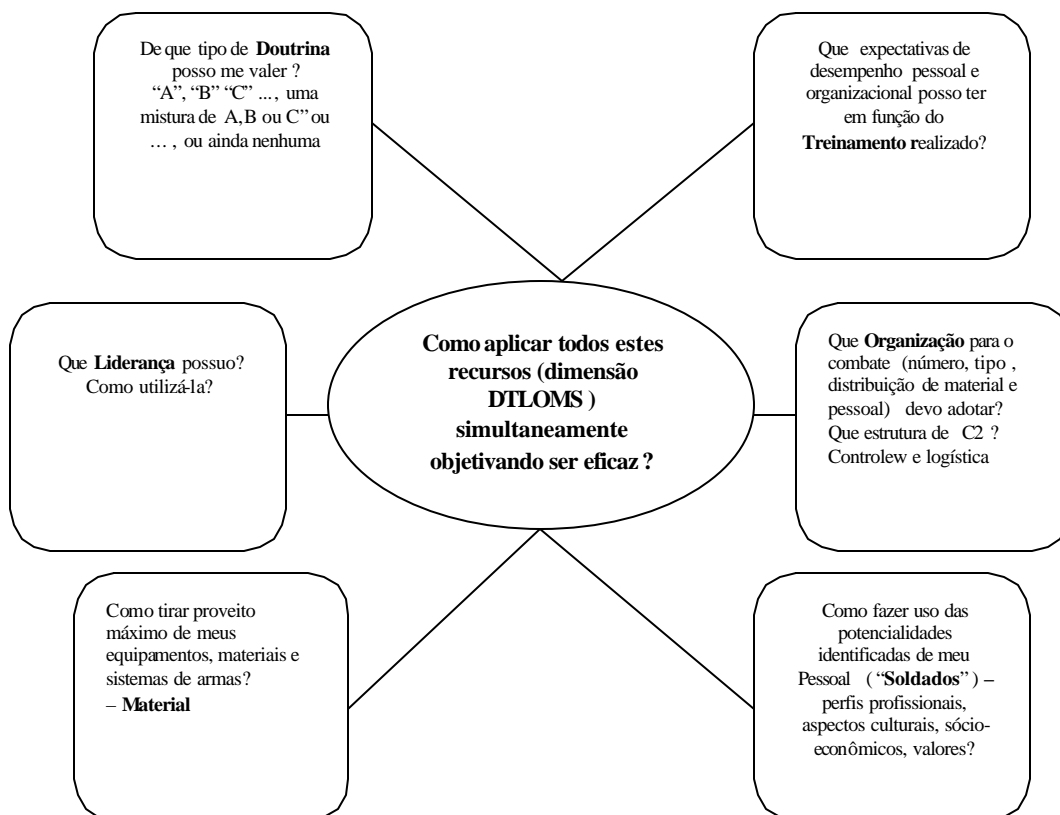 De que tipo de Doutrina
posso me valer ?
“A”, “B” “C” ..., uma
mistura de A,B ou C” ou
... , ou ainda nenhuma
Que expectativas de
desempenho pessoal e
organizacional posso ter
em função do
Treinamento realizado?
Que Liderança possuo?
Como utilizá-la?
Como aplicar todos estes
recursos (dimensão
DTLOMS )
simultaneamente
objetivando ser eficaz ?
Que Organização para o
combate (número, tipo ,
distribuição de material e
pessoal) devo adotar?
Que estrutura de C2 ?
Controlew e logística
Como tirar proveito
máximo de meus
equipamentos, materiais e
sistemas de armas?
– Material
Como fazer uso das
potencialidades
identificadas de meu
Pessoal ( “Soldados” ) –
perfis profissionais,
aspectos culturais, sócio-
econômicos, valores?